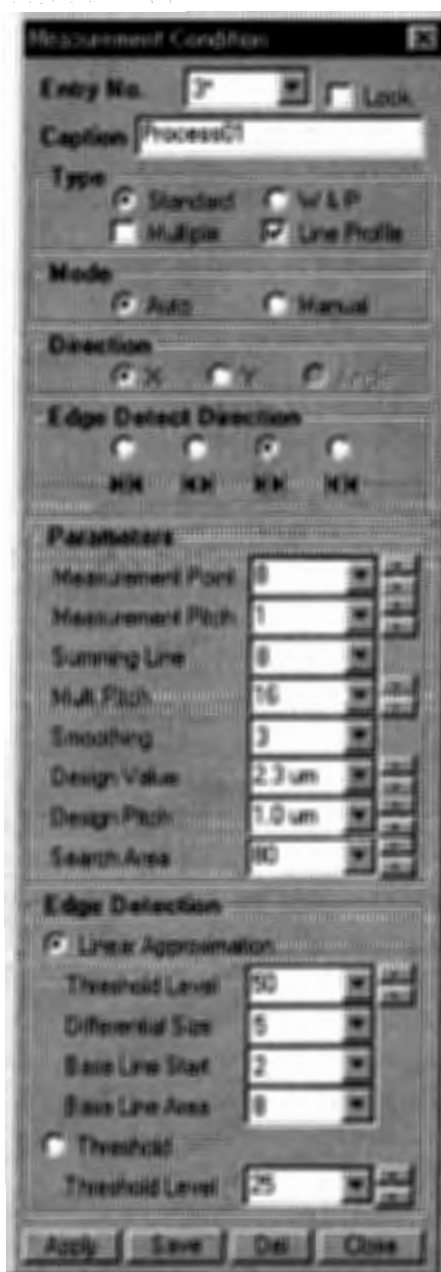 Measurement Condition
Entry No. 3* Lock
Caption Process01
Type
Standard W & P
Multiple Line Profile
Mode
Auto Manual
Direction
X Y Angle
Edge Detect Direction
Parameters
Measurement Point 8
Measurement Pitch 1
Summing Line 8
Multi Pitch 16
Smoothing 3
Design Value 2.3 um
Design Pitch 1.0 um
Search Area 80
Edge Detection
Linear Approximation
Threshold Level 50
Differential Size 5
Base Line Start 2
Base Line Area 8
Threshold
Threshold Level 25
Apply Save Del Close